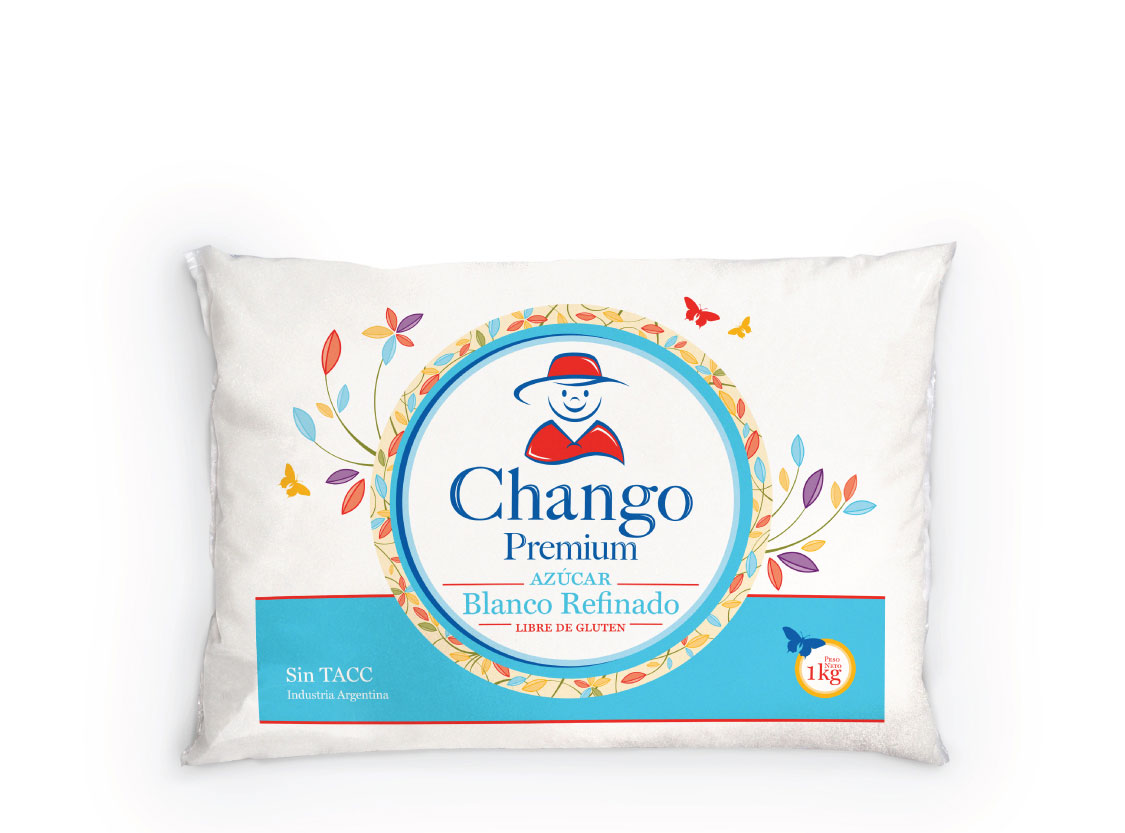 Chango
Premium
AZÚCAR
Blanco Refinado
LIBRE DE GLUTEN
Sin TACC
Industria Argentina
PESO
NETO
1kg